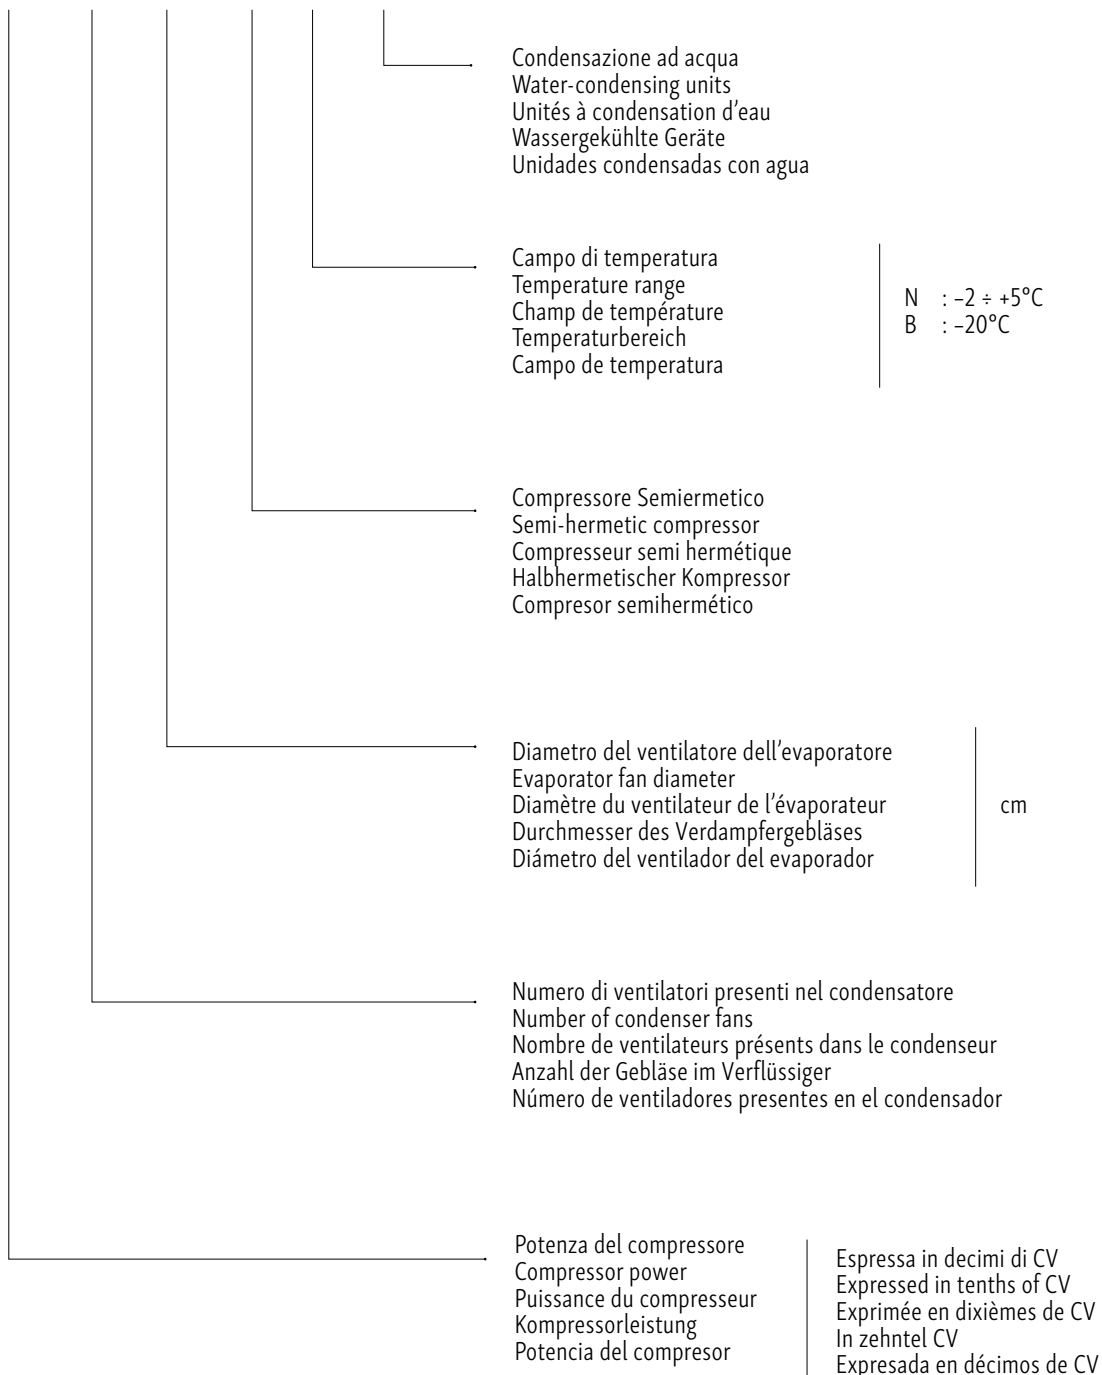 Condensazione ad acqua
Water-condensing units
Unités à condensation d’eau
Wassergekühlte Geräte
Unidades condensadas con agua
Campo di temperatura
Temperature range
Champ de température
Temperaturbereich
Campo de temperatura
N : –2 ÷ +5°C
B : –20°C
Compressore Semiermetico
Semi-hermetic compressor
Compresseur semi hermétique
Halbhermetischer Kompressor
Compresor semihermético
Diametro del ventilatore dell’evaporatore
Evaporator fan diameter
Diamètre du ventilateur de l’évaporateur
Durchmesser des Verdampfergebläses
Diámetro del ventilador del evaporador
cm
Numero di ventilatori presenti nel condensatore
Number of condenser fans
Nombre de ventilateurs présents dans le condenseur
Anzahl der Gebläse im Verflüssiger
Número de ventiladores presentes en el condensador
Potenza del compressore
Compressor power
Puissance du compresseur
Kompressorleistung
Potencia del compresor
Espressa in decimi di CV
Expressed in tenths of CV
Exprimée en dixièmes de CV
In zehntel CV
Expresada en décimos de CV